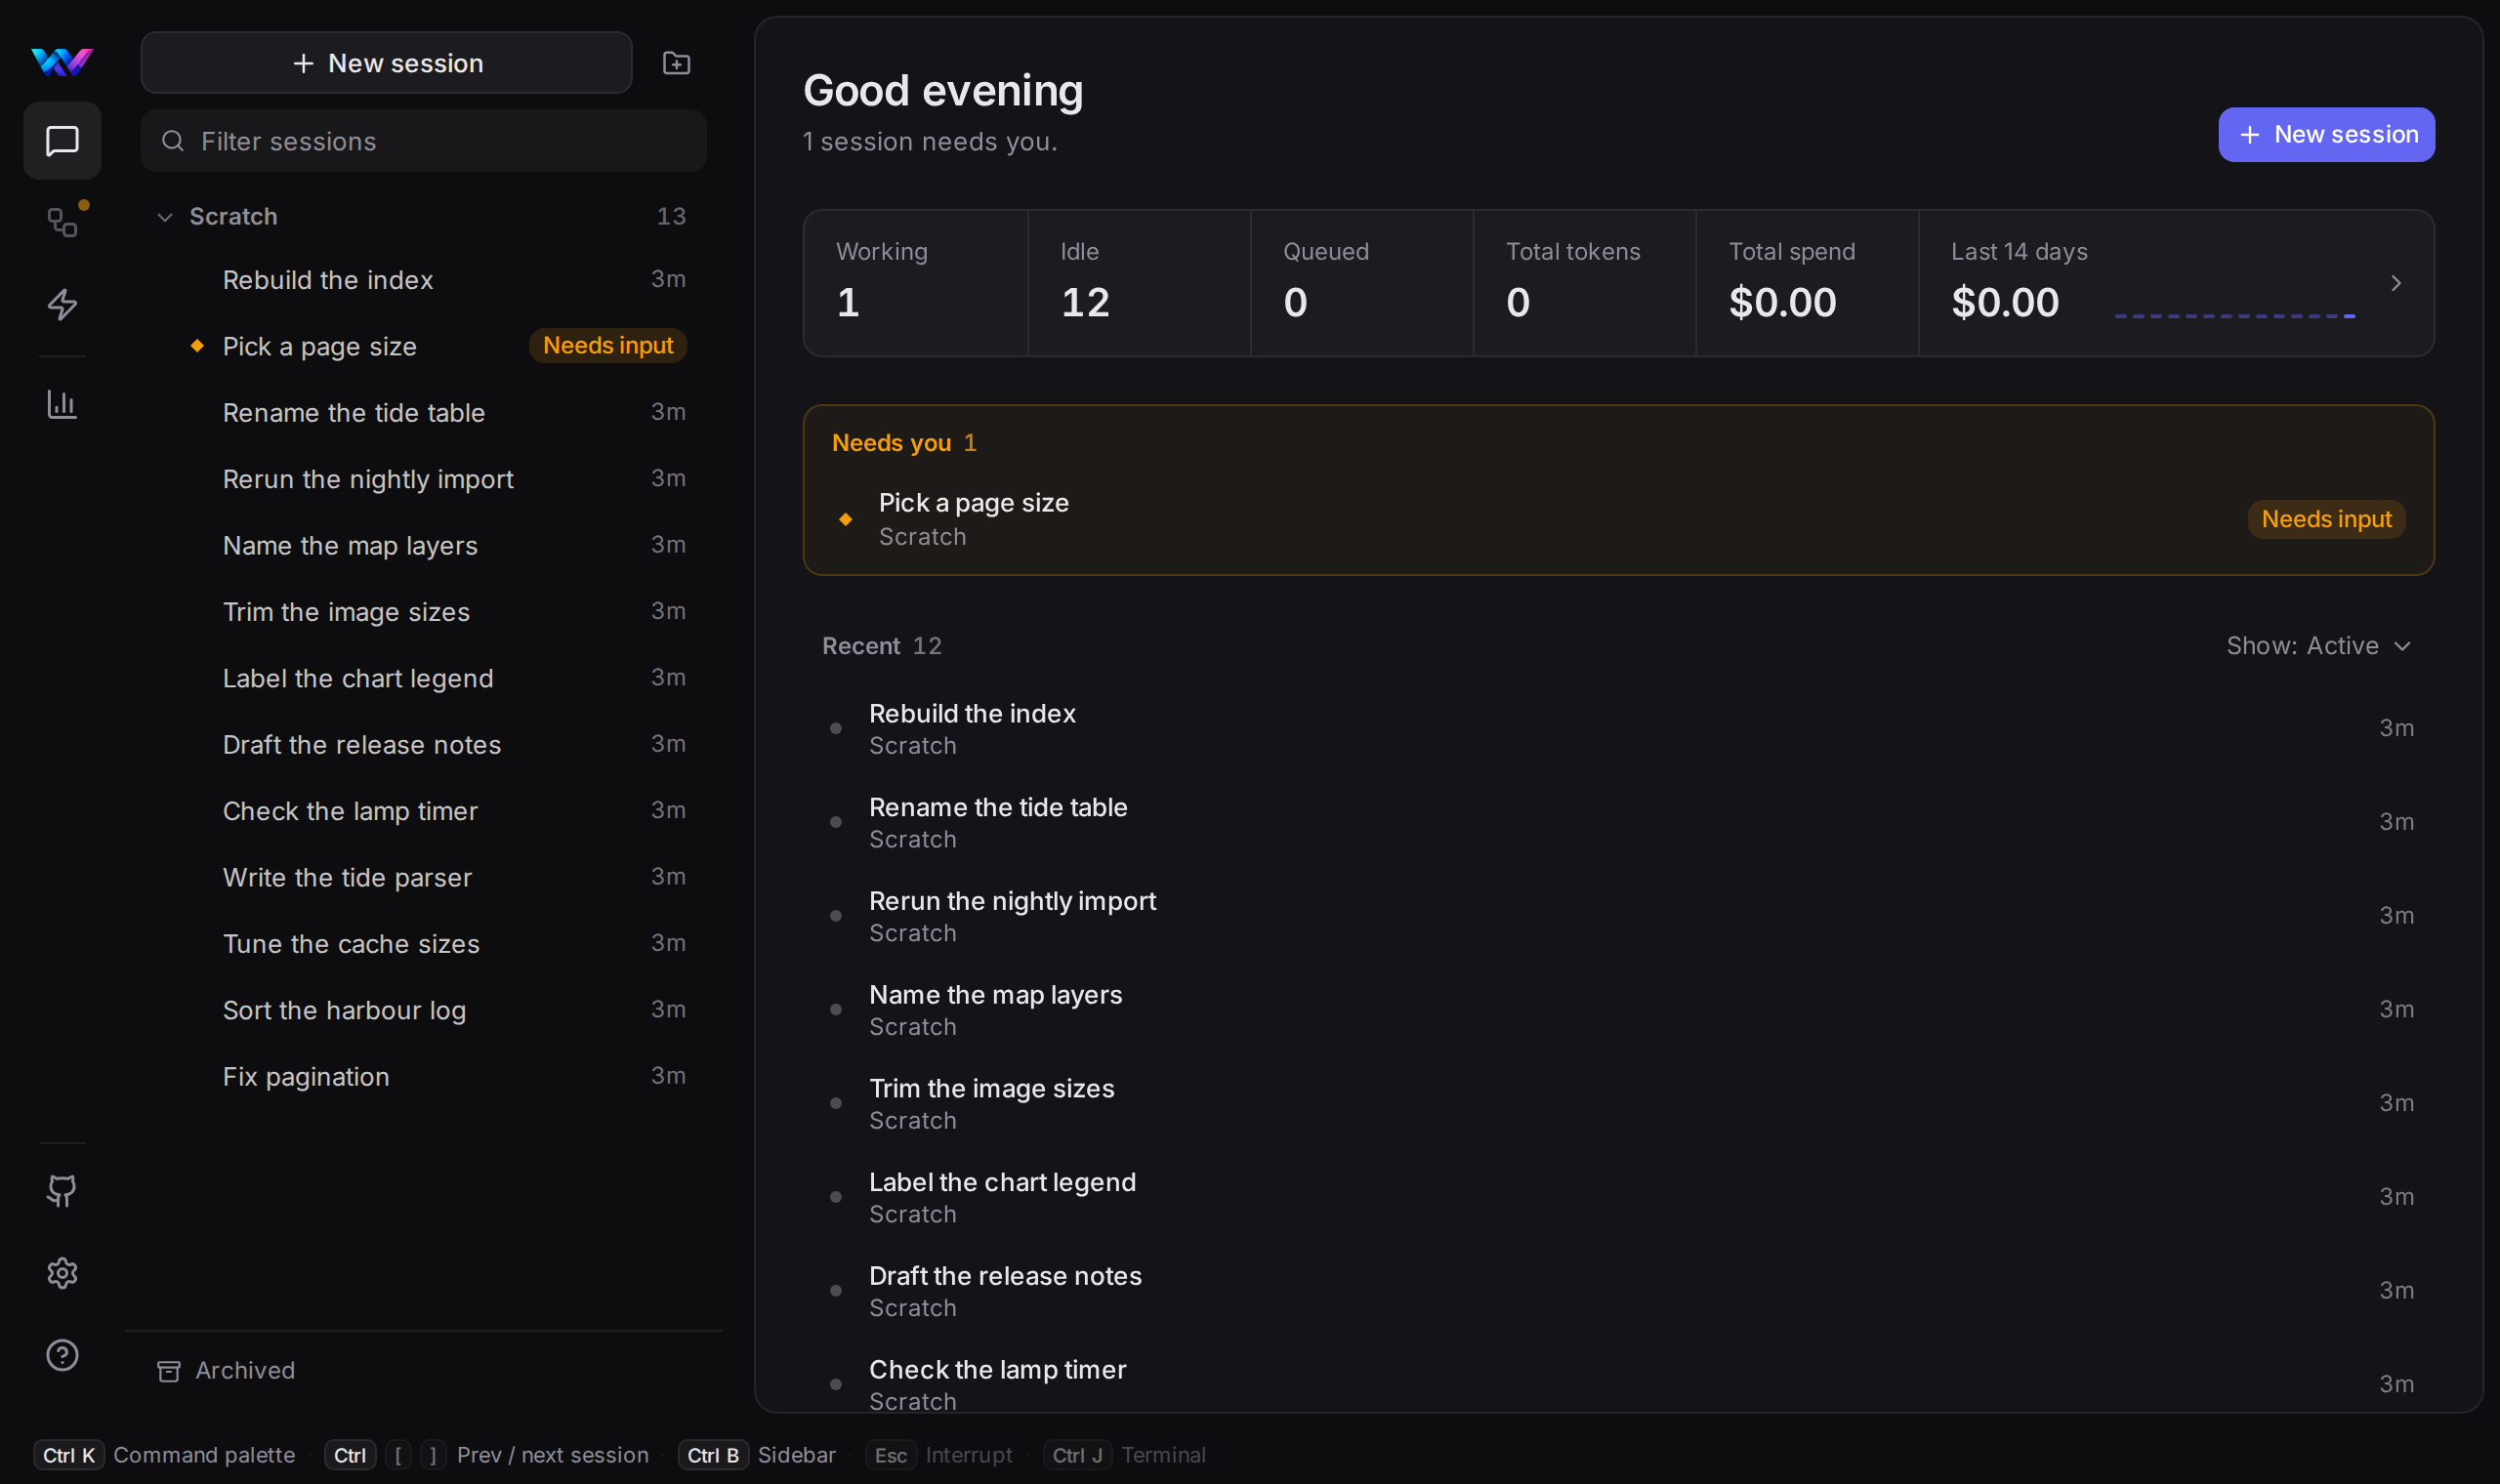 New session
Filter sessions
Scratch 13
Rebuild the index 3m
Pick a page size Needs input
Rename the tide table 3m
Rerun the nightly import 3m
Name the map layers 3m
Trim the image sizes 3m
Label the chart legend 3m
Draft the release notes 3m
Check the lamp timer 3m
Write the tide parser 3m
Tune the cache sizes 3m
Sort the harbour log 3m
Fix pagination 3m
Archived
Good evening
1 session needs you.
New session
Working
1
Idle
12
Queued
0
Total tokens
0
Total spend
$0.00
Last 14 days
$0.00
Needs you 1
Pick a page size
Scratch
Needs input
Recent 12
Show: Active
Rebuild the index
Scratch
3m
Rename the tide table
Scratch
3m
Rerun the nightly import
Scratch
3m
Name the map layers
Scratch
3m
Trim the image sizes
Scratch
3m
Label the chart legend
Scratch
3m
Draft the release notes
Scratch
3m
Check the lamp timer
Scratch
3m
Ctrl K Command palette · Ctrl [ ] Prev / next session · Ctrl B Sidebar · Esc Interrupt · Ctrl J Terminal